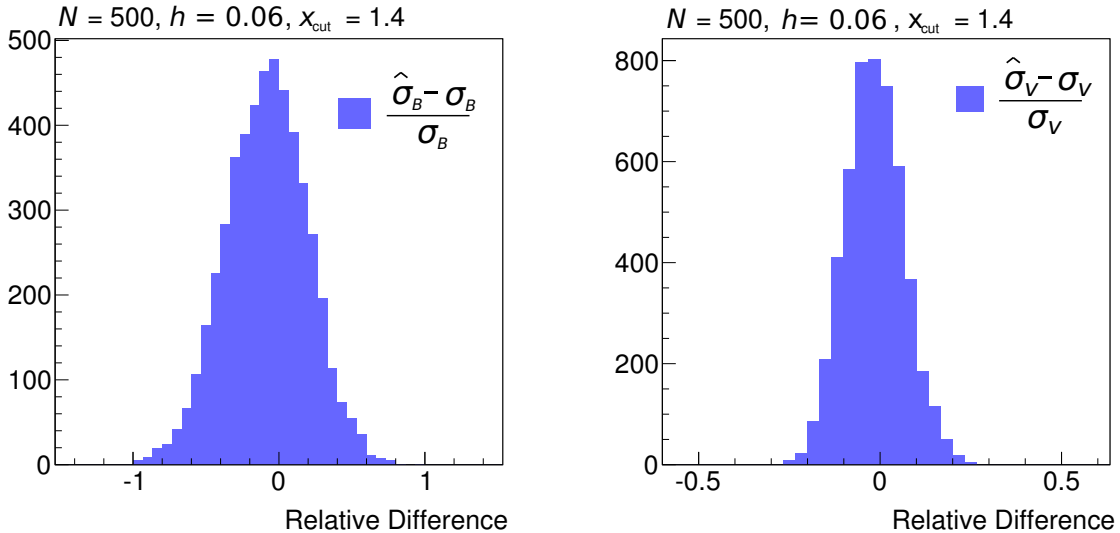 N = 500, h = 0.06, x_cut = 1.4
500
400
300
200
100
0
σ̂_B − σ_B
σ_B
-1 0 1
Relative Difference
N = 500, h = 0.06 , x_cut = 1.4
800
600
400
200
0
σ̂_V − σ_V
σ_V
-0.5 0 0.5
Relative Difference